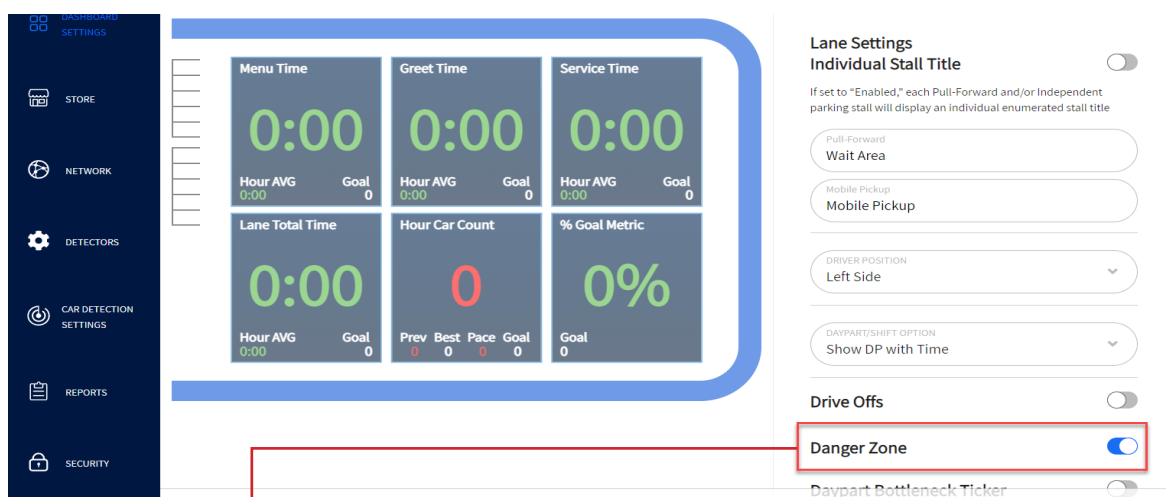 DASHBOARD
SETTINGS
STORE
NETWORK
DETECTORS
CAR DETECTION
SETTINGS
REPORTS
SECURITY
Menu Time
0:00
Hour AVG Goal
0:00 0
Greet Time
0:00
Hour AVG Goal
0:00 0
Service Time
0:00
Hour AVG Goal
0:00 0
Lane Total Time
0:00
Hour AVG Goal
0:00 0
Hour Car Count
0
Prev Best Pace Goal
0 0 0 0
% Goal Metric
0%
Goal
0
Lane Settings
Individual Stall Title
If set to “Enabled,” each Pull-Forward and/or Independent
parking stall will display an individual enumerated stall title
Pull-Forward
Wait Area
Mobile Pickup
Mobile Pickup
DRIVER POSITION
Left Side
DAYPART/SHIFT OPTION
Show DP with Time
Drive Offs
Danger Zone
Daypart Bottleneck Ticker